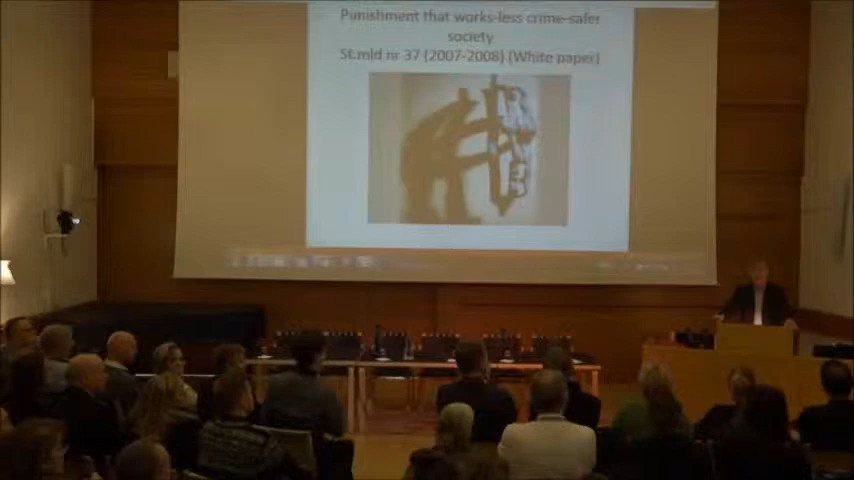 Punishment that works-less crime-safer
society
St.mld nr 37 (2007-2008) (White paper)